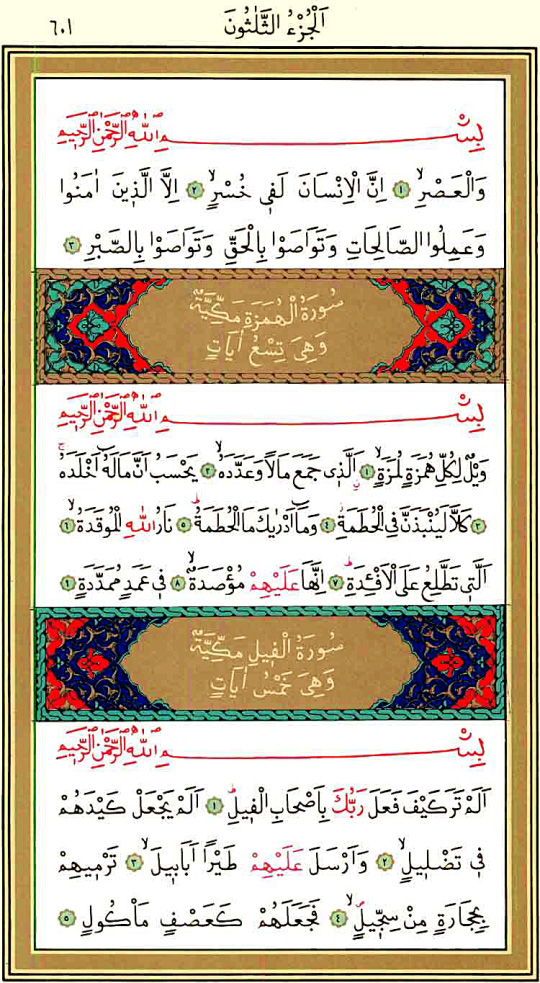 اَلْجُزْءُ الثَّلٰثُونَ
٦٠١
بِسْمِ اللّٰهِ الرَّحْمٰنِ الرَّحٖيمِ
وَالْعَصْرِۙ ١ اِنَّ الْاِنْسَانَ لَفٖي خُسْرٍۙ ٢ اِلَّا الَّذٖينَ اٰمَنُوا
وَعَمِلُوا الصَّالِحَاتِ وَتَوَاصَوْا بِالْحَقِّ وَتَوَاصَوْا بِالصَّبْرِ ٣
سُورَةُ الْهُمَزَةِ مَكِّيَّةٌ
وَهِيَ تِسْعُ اٰيَاتٍ
بِسْمِ اللّٰهِ الرَّحْمٰنِ الرَّحٖيمِ
وَيْلٌ لِكُلِّ هُمَزَةٍ لُمَزَةٍۙ ١ اَلَّذٖي جَمَعَ مَالًا وَعَدَّدَهُۙ ٢ يَحْسَبُ اَنَّ مَالَهُٓ اَخْلَدَهُۚ
٣ كَلَّا لَيُنْبَذَنَّ فِي الْحُطَمَةِۘ ٤ وَمَٓا اَدْرٰيكَ مَا الْحُطَمَةُۜ ٥ نَارُ اللّٰهِ الْمُوقَدَةُۙ ٦
اَلَّتٖي تَطَّلِعُ عَلَى الْاَفْـِٔدَةِۜ ٧ اِنَّهَا عَلَيْهِمْ مُؤْصَدَةٌۙ ٨ فٖي عَمَدٍ مُمَدَّدَةٍ ٩
سُورَةُ الْفٖيلِ مَكِّيَّةٌ
وَهِيَ خَمْسُ اٰيَاتٍ
بِسْمِ اللّٰهِ الرَّحْمٰنِ الرَّحٖيمِ
اَلَمْ تَرَ كَيْفَ فَعَلَ رَبُّكَ بِاَصْحَابِ الْفٖيلِۜ ١ اَلَمْ يَجْعَلْ كَيْدَهُمْ
فٖي تَضْلٖيلٍۙ ٢ وَاَرْسَلَ عَلَيْهِمْ طَيْرًا اَبَابٖيلَۙ ٣ تَرْمٖيهِمْ
بِحِجَارَةٍ مِنْ سِجّٖيلٍۙ ٤ فَجَعَلَهُمْ كَعَصْفٍ مَاْكُولٍ ٥